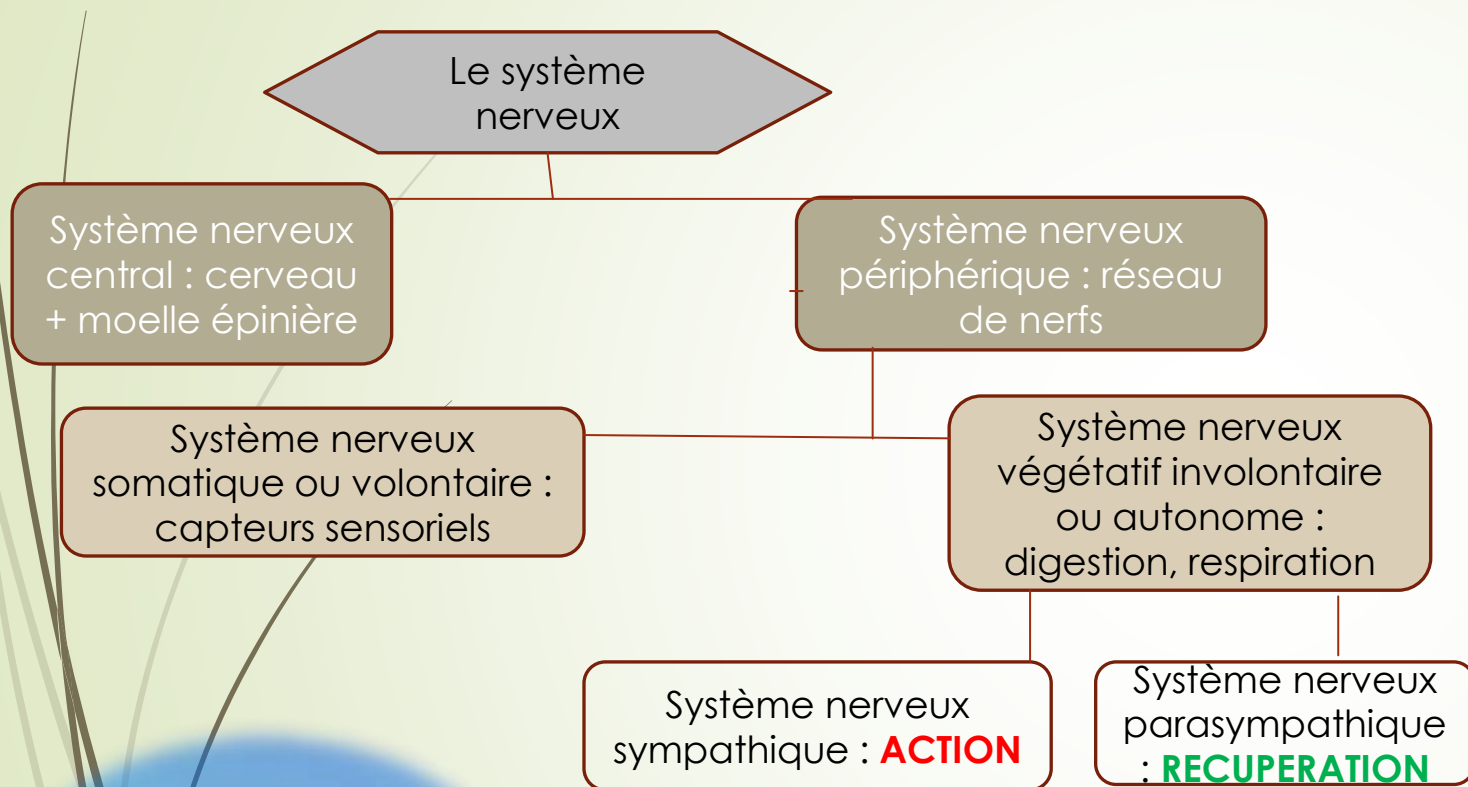 Le système
nerveux
Système nerveux
central : cerveau
+ moelle épinière
Système nerveux
périphérique : réseau
de nerfs
Système nerveux
somatique ou volontaire :
capteurs sensoriels
Système nerveux
végétatif involontaire
ou autonome :
digestion, respiration
Système nerveux
sympathique : ACTION
Système nerveux
parasympathique
: RECUPERATION